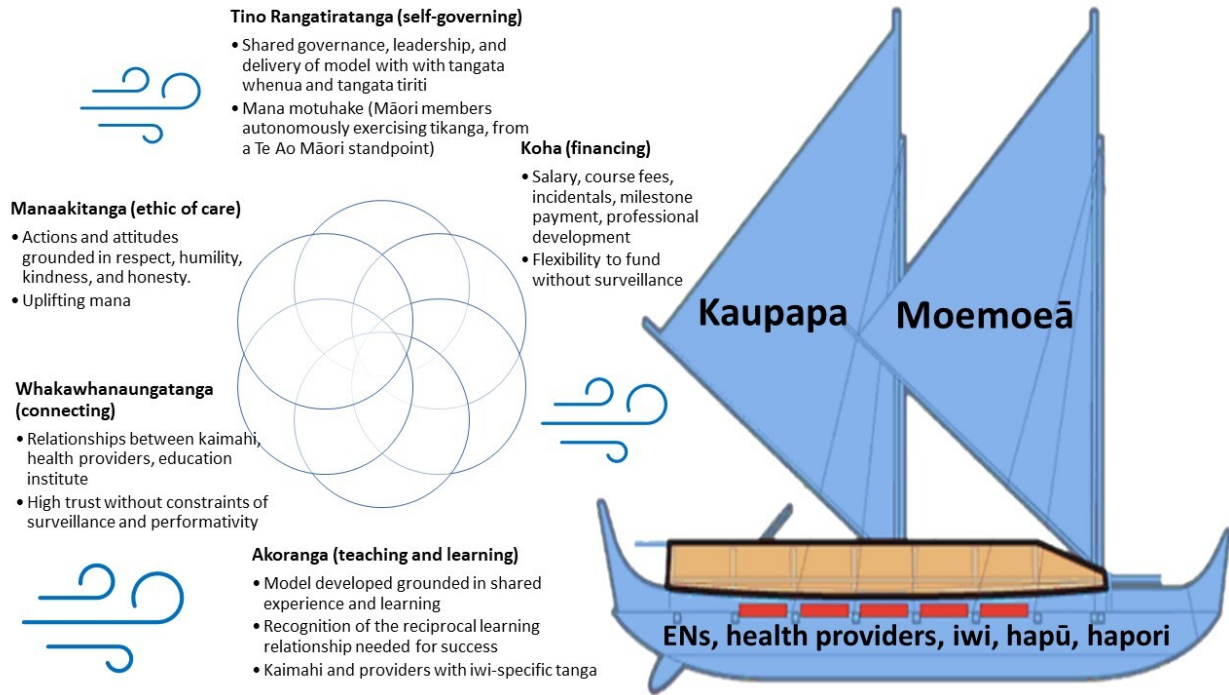 Tino Rangatiratanga (self-governing)
• Shared governance, leadership, and
delivery of model with with tangata
whenua and tangata tiriti
• Mana motuhake (Māori members
autonomously exercising tikanga, from
a Te Ao Māori standpoint)
Koha (financing)
• Salary, course fees,
incidentals, milestone
payment, professional
development
• Flexibility to fund
without surveillance
Manaakitanga (ethic of care)
• Actions and attitudes
grounded in respect, humility,
kindness, and honesty.
• Uplifting mana
Whakawhanaungatanga
(connecting)
• Relationships between kaimahi,
health providers, education
institute
• High trust without constraints of
surveillance and performativity
Akoranga (teaching and learning)
• Model developed grounded in shared
experience and learning
• Recognition of the reciprocal learning
relationship needed for success
• Kaimahi and providers with iwi-specific tanga
Kaupapa
Moemoeā
ENs, health providers, iwi, hapū, hapori